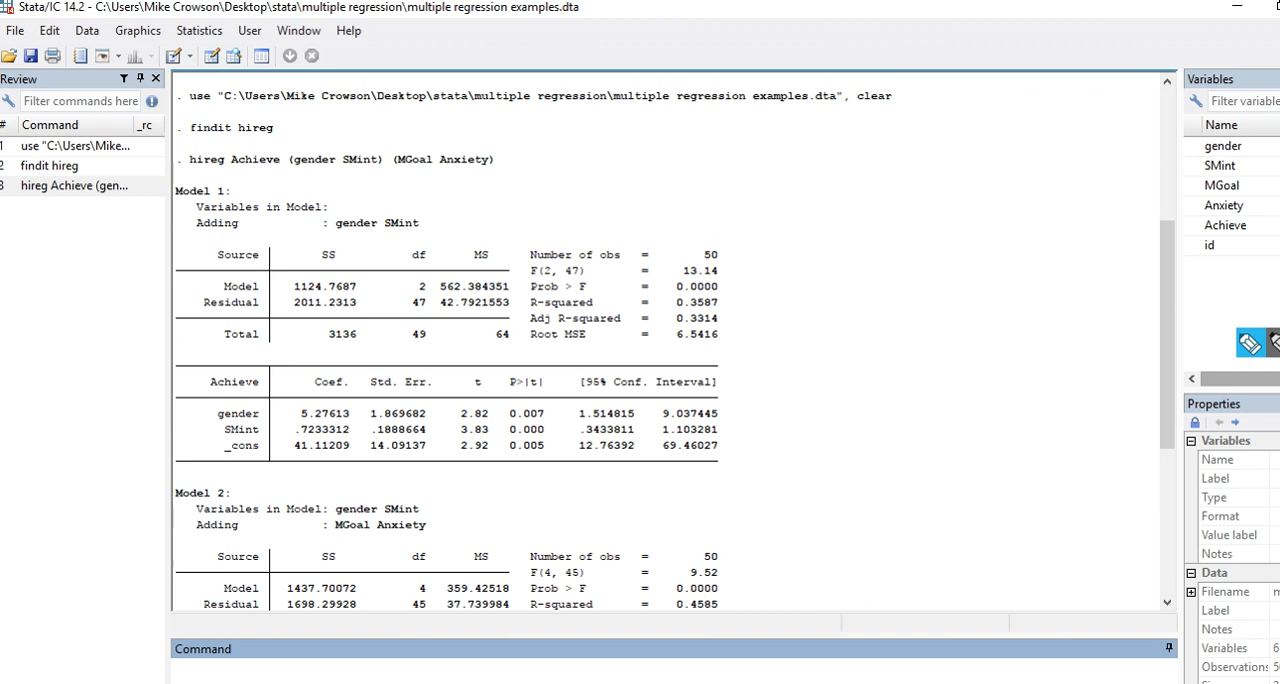 Stata/IC 14.2 - C:\Users\Mike Crowson\Desktop\stata\multiple regression\multiple regression examples.dta
File Edit Data Graphics Statistics User Window Help
Review
Filter commands here
# Command _rc
1 use "C:\Users\Mike...
2 findit hireg
3 hireg Achieve (gen...
. use "C:\Users\Mike Crowson\Desktop\stata\multiple regression\multiple regression examples.dta", clear
. findit hireg
. hireg Achieve (gender SMint) (MGoal Anxiety)
Model 1:
Variables in Model:
Adding : gender SMint
Source SS df MS Number of obs = 50
F(2, 47) = 13.14
Model 1124.7687 2 562.384351 Prob > F = 0.0000
Residual 2011.2313 47 42.7921553 R-squared = 0.3587
Adj R-squared = 0.3314
Total 3136 49 64 Root MSE = 6.5416
Achieve Coef. Std. Err. t P>|t| [95% Conf. Interval]
gender 5.27613 1.869682 2.82 0.007 1.514815 9.037445
SMint .7233312 .1888664 3.83 0.000 .3433811 1.103281
_cons 41.11209 14.09137 2.92 0.005 12.76392 69.46027
Model 2:
Variables in Model: gender SMint
Adding : MGoal Anxiety
Source SS df MS Number of obs = 50
F(4, 45) = 9.52
Model 1437.70072 4 359.42518 Prob > F = 0.0000
Residual 1698.29928 45 37.739984 R-squared = 0.4585
Command
Variables
Filter variable
Name
gender
SMint
MGoal
Anxiety
Achieve
id
Properties
Variables
Name
Label
Type
Format
Value label
Notes
Data
Filename
Label
Notes
Variables 6
Observations